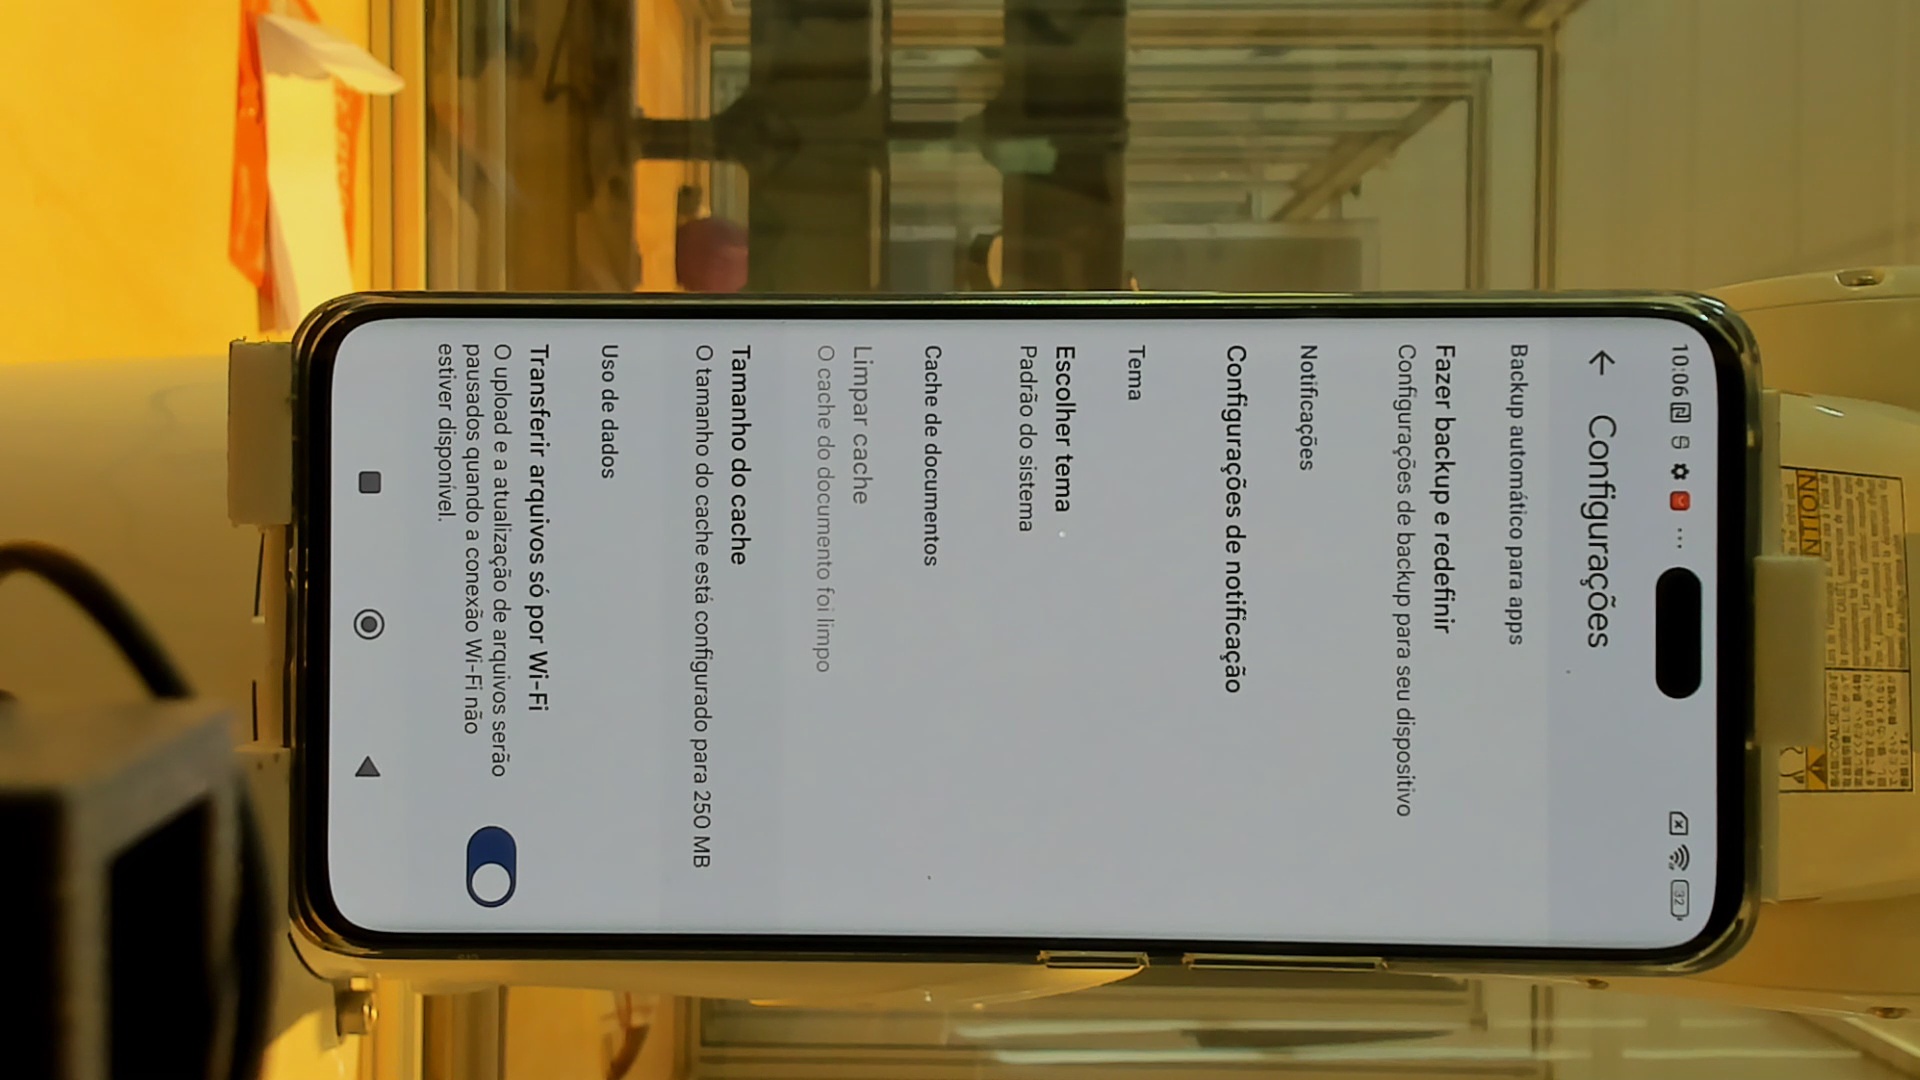 10:06
32
Configurações
Backup automático para apps
Fazer backup e redefinir
Configurações de backup para seu dispositivo
Notificações
Configurações de notificação
Tema
Escolher tema
Padrão do sistema
Cache de documentos
Limpar cache
O cache do documento foi limpo
Tamanho do cache
O tamanho do cache está configurado para 250 MB
Uso de dados
Transferir arquivos só por Wi-Fi
O upload e a atualização de arquivos serão
pausados quando a conexão Wi-Fi não
estiver disponível.